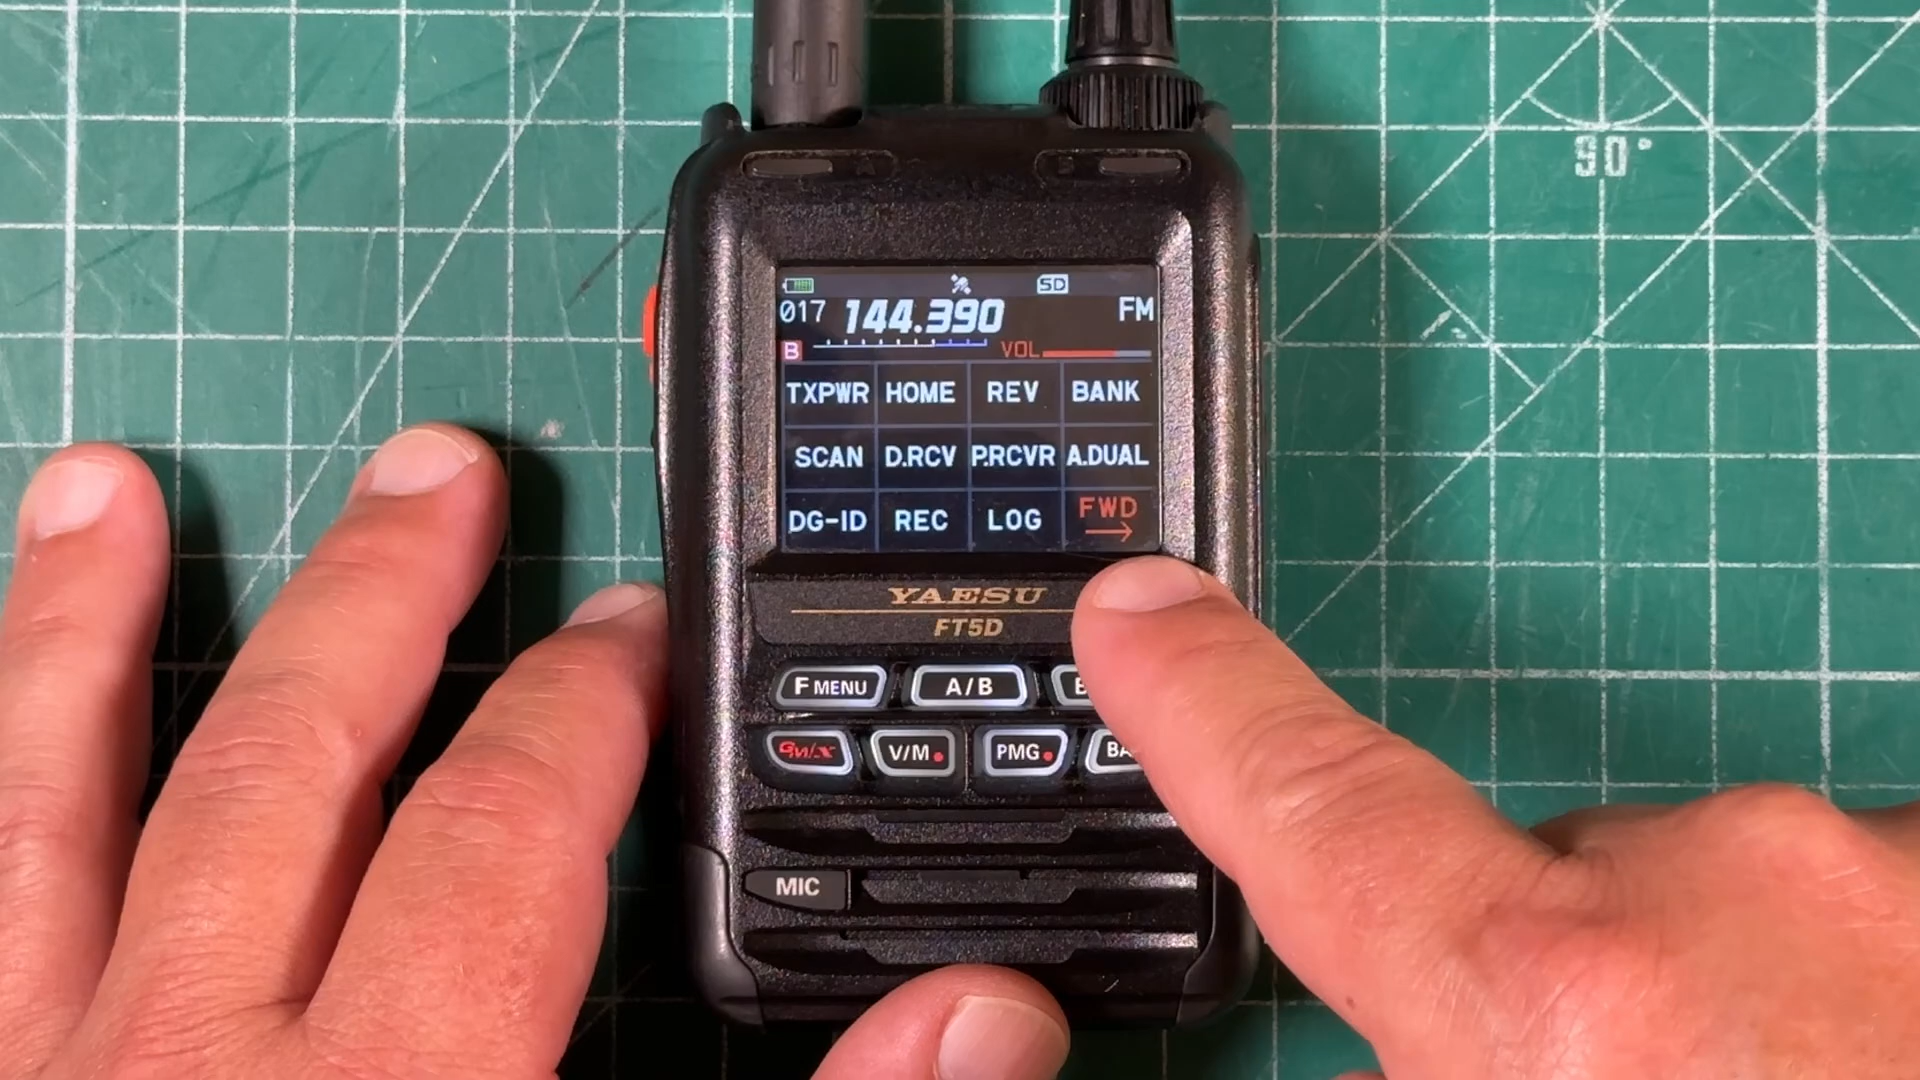 SD
017 144.390 FM
B VOL
TXPWR HOME REV BANK
SCAN D.RCV P.RCVR A.DUAL
DG-ID REC LOG FWD
YAESU
FT5D
F MENU A/B
GM/X V/M PMG
MIC
90°